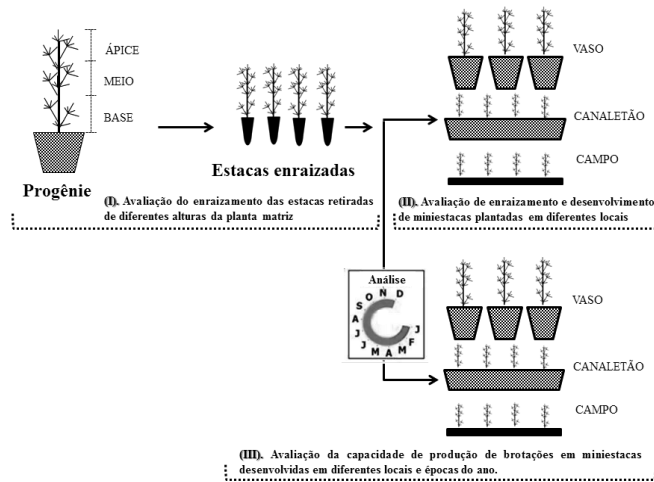 ÁPICE
MEIO
BASE
Progênie
Estacas enraizadas
(I). Avaliação do enraizamento das estacas retiradas
de diferentes alturas da planta matriz
VASO
CANALETÃO
CAMPO
(II). Avaliação de enraizamento e desenvolvimento
de miniestacas plantadas em diferentes locais
Análise
J F M A M J J A S O N D
VASO
CANALETÃO
CAMPO
(III). Avaliação da capacidade de produção de brotações em miniestacas
desenvolvidas em diferentes locais e épocas do ano.